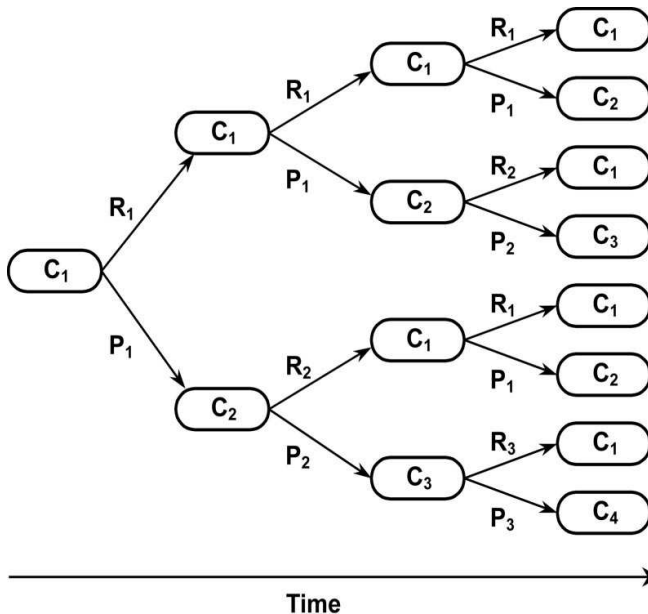 R₁ C₁
C₁
R₁ P₁ C₂
C₁
P₁ R₂ C₁
C₂
R₁ P₂ C₃
C₁
P₁ R₁ C₁
C₁
R₂ P₁ C₂
C₂
P₂ R₃ C₁
C₃
P₃ C₄
Time